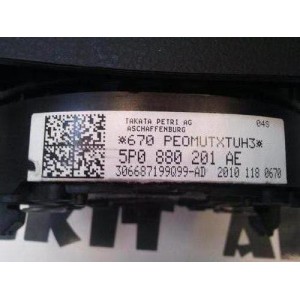 TAKATA PETRI AG
ASCHAFFENBURG 04S
*670 PEOMUTXTUH3*
5P0 880 201 AE
306687199Q99-AD 2010 118 0670